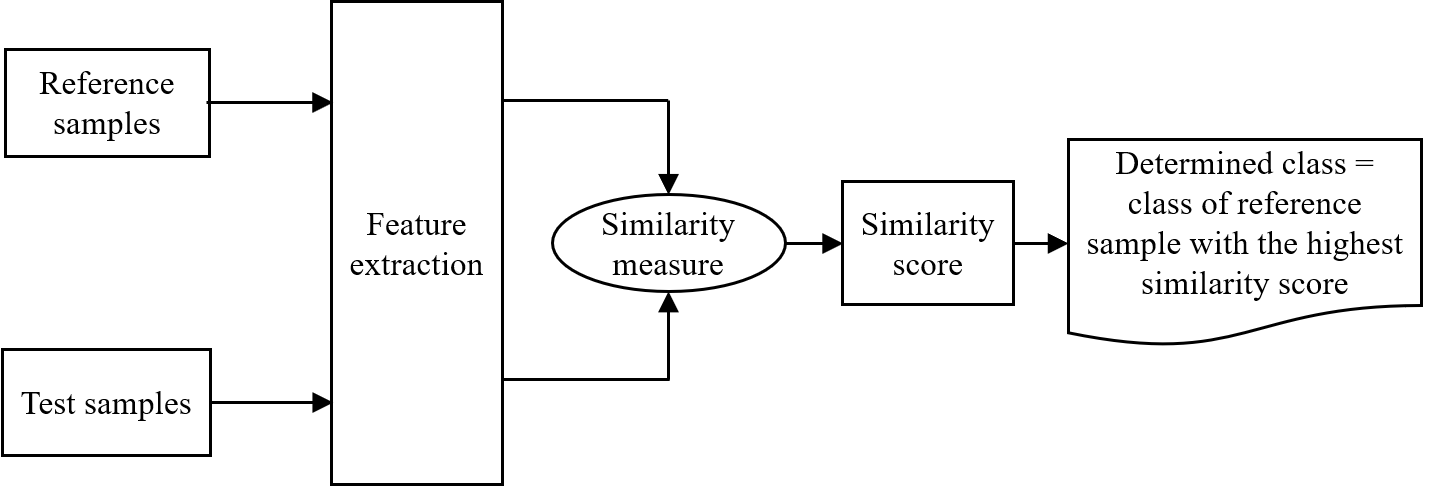 Reference
samples
Test samples
Feature
extraction
Similarity
measure
Similarity
score
Determined class =
class of reference
sample with the highest
similarity score